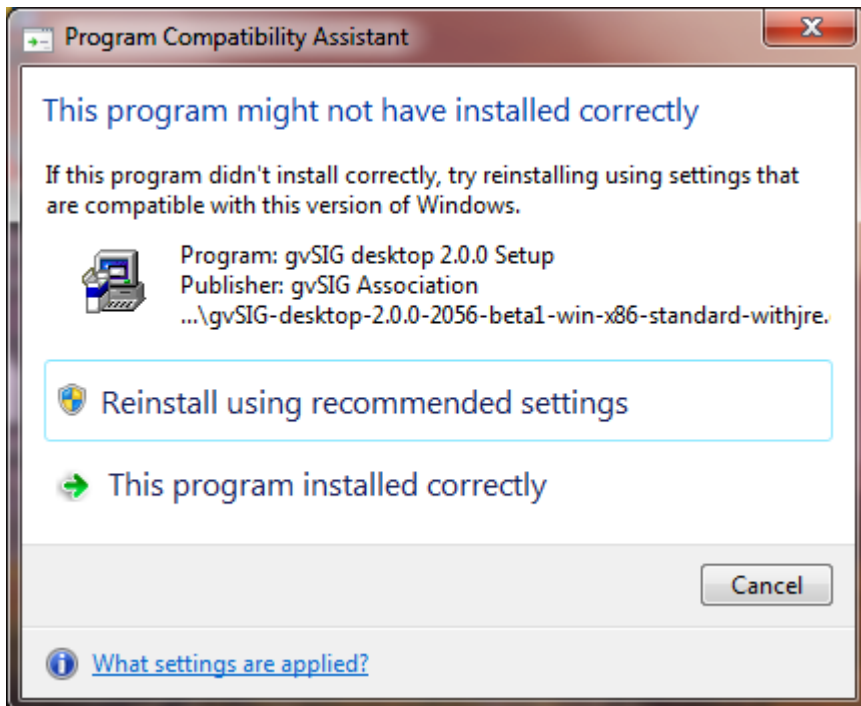 Program Compatibility Assistant
This program might not have installed correctly
If this program didn't install correctly, try reinstalling using settings that
are compatible with this version of Windows.
Program: gvSIG desktop 2.0.0 Setup
Publisher: gvSIG Association
...\gvSIG-desktop-2.0.0-2056-beta1-win-x86-standard-withjre.
Reinstall using recommended settings
This program installed correctly
Cancel
What settings are applied?